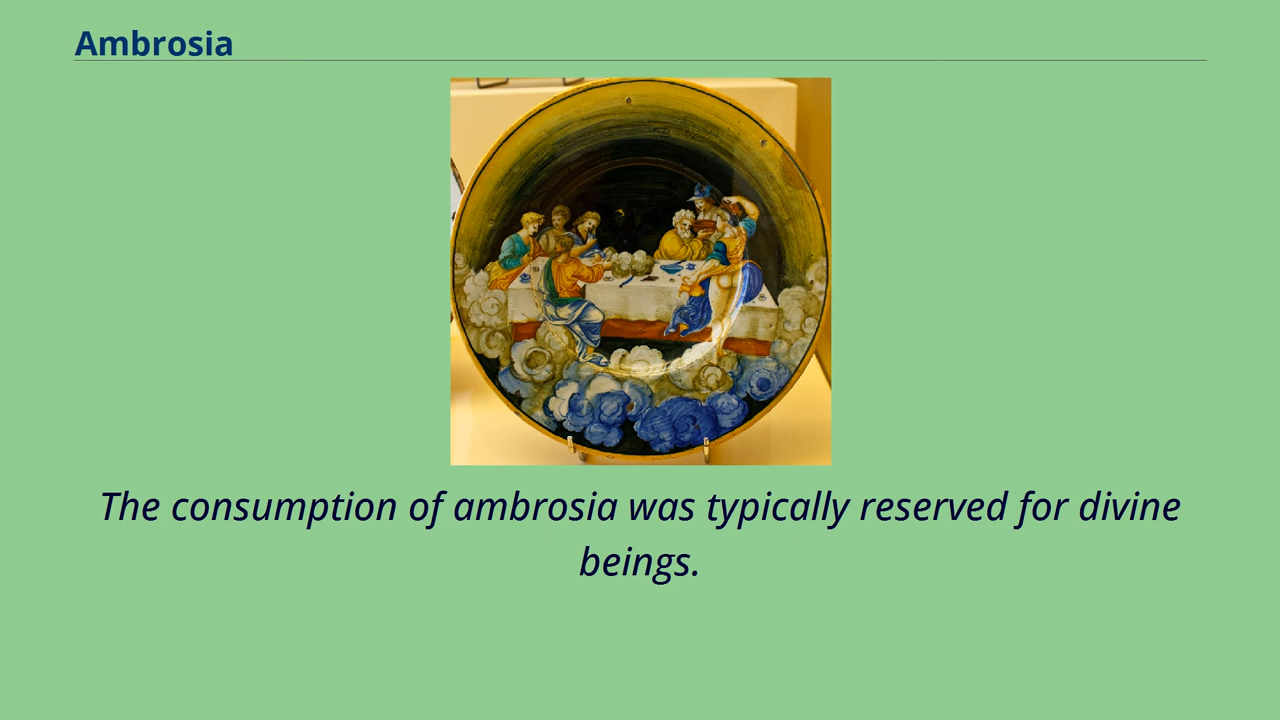 Ambrosia
The consumption of ambrosia was typically reserved for divine
beings.